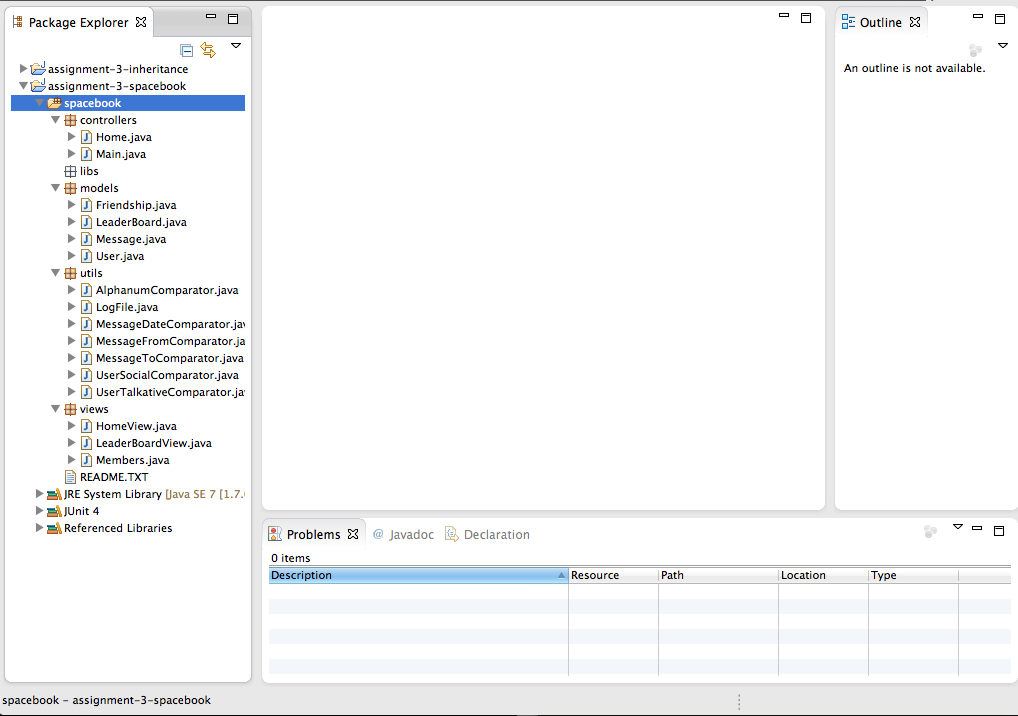 Package Explorer
assignment-3-inheritance
assignment-3-spacebook
spacebook
controllers
Home.java
Main.java
libs
models
Friendship.java
LeaderBoard.java
Message.java
User.java
utils
AlphanumComparator.java
LogFile.java
MessageDateComparator.jav
MessageFromComparator.ja
MessageToComparator.java
UserSocialComparator.java
UserTalkativeComparator.jav
views
HomeView.java
LeaderBoardView.java
Members.java
README.TXT
JRE System Library [Java SE 7 [1.7.0
JUnit 4
Referenced Libraries
Outline
An outline is not available.
Problems @ Javadoc Declaration
0 items
Description Resource Path Location Type
spacebook - assignment-3-spacebook